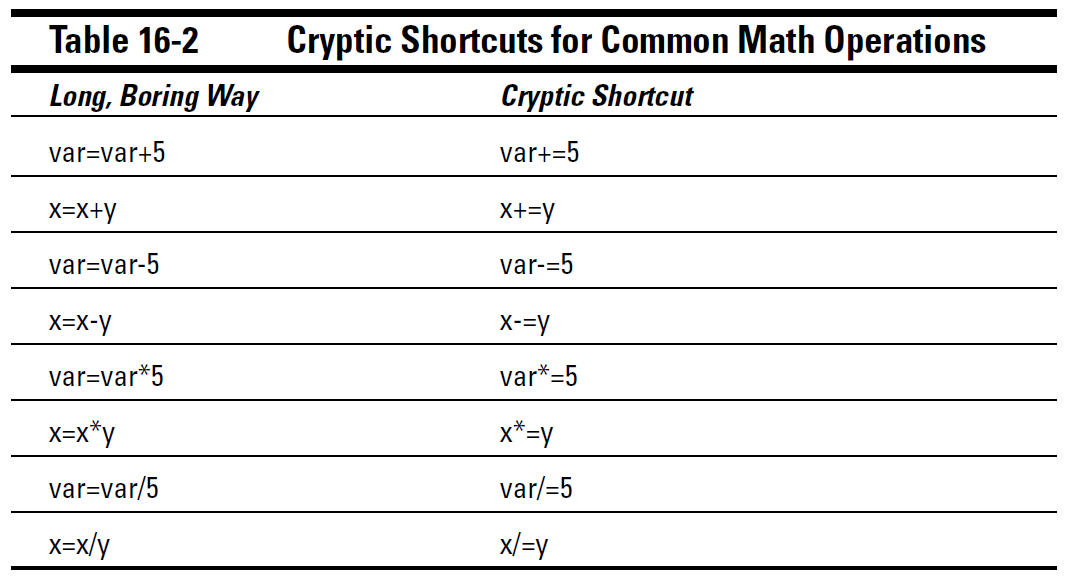 Table 16-2 Cryptic Shortcuts for Common Math Operations
Long, Boring Way Cryptic Shortcut
var=var+5 var+=5
x=x+y x+=y
var=var-5 var-=5
x=x-y x-=y
var=var*5 var*=5
x=x*y x*=y
var=var/5 var/=5
x=x/y x/=y